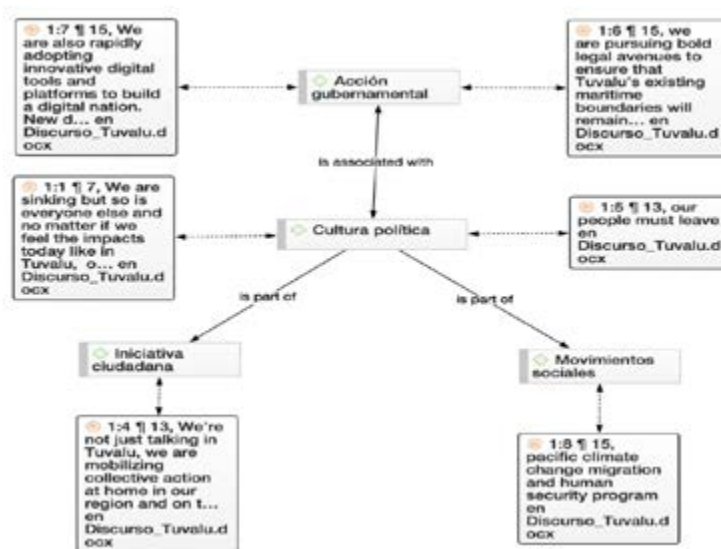 1:7 ¶ 15, We
are also rapidly
adopting
innovative digital
tools and
platforms to build
a digital nation.
New d... en
Discurso_Tuvalu.d
ocx
Acción
gubernamental
1:6 ¶ 15, we
are pursuing bold
legal avenues to
ensure that
Tuvalu's existing
maritime
boundaries will
remain... en
Discurso_Tuvalu.d
ocx
is associated with
1:1 ¶ 7, We are
sinking but so is
everyone else and
no matter if we
feel the impacts
today like in
Tuvalu, o... en
Discurso_Tuvalu.d
ocx
Cultura política
1:5 ¶ 13, our
people must leave
en
Discurso_Tuvalu.d
ocx
is part of
is part of
Iniciativa
ciudadana
Movimientos
sociales
1:4 ¶ 13, We're
not just talking in
Tuvalu, we are
mobilizing
collective action
at home in our
region and on t...
en
Discurso_Tuvalu.d
ocx
1:8 ¶ 15,
pacific climate
change migration
and human
security program
en
Discurso_Tuvalu.d
ocx